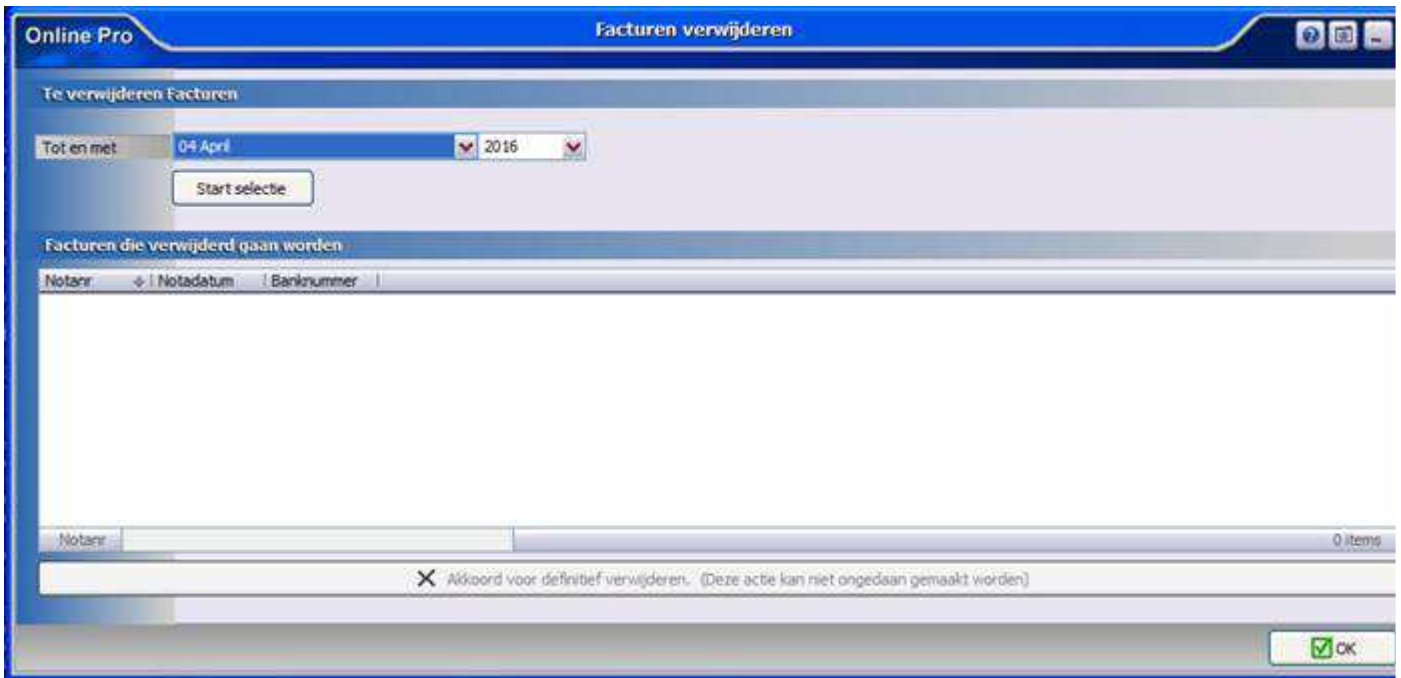 Online Pro
Facturen verwijderen
Te verwijderen Facturen
Tot en met 04 April 2016
Start selectie
Facturen die verwijderd gaan worden
Notanr Notadatum Banknummer
Notanr 0 items
Akkoord voor definitief verwijderen. (Deze actie kan niet ongedaan gemaakt worden)
OK